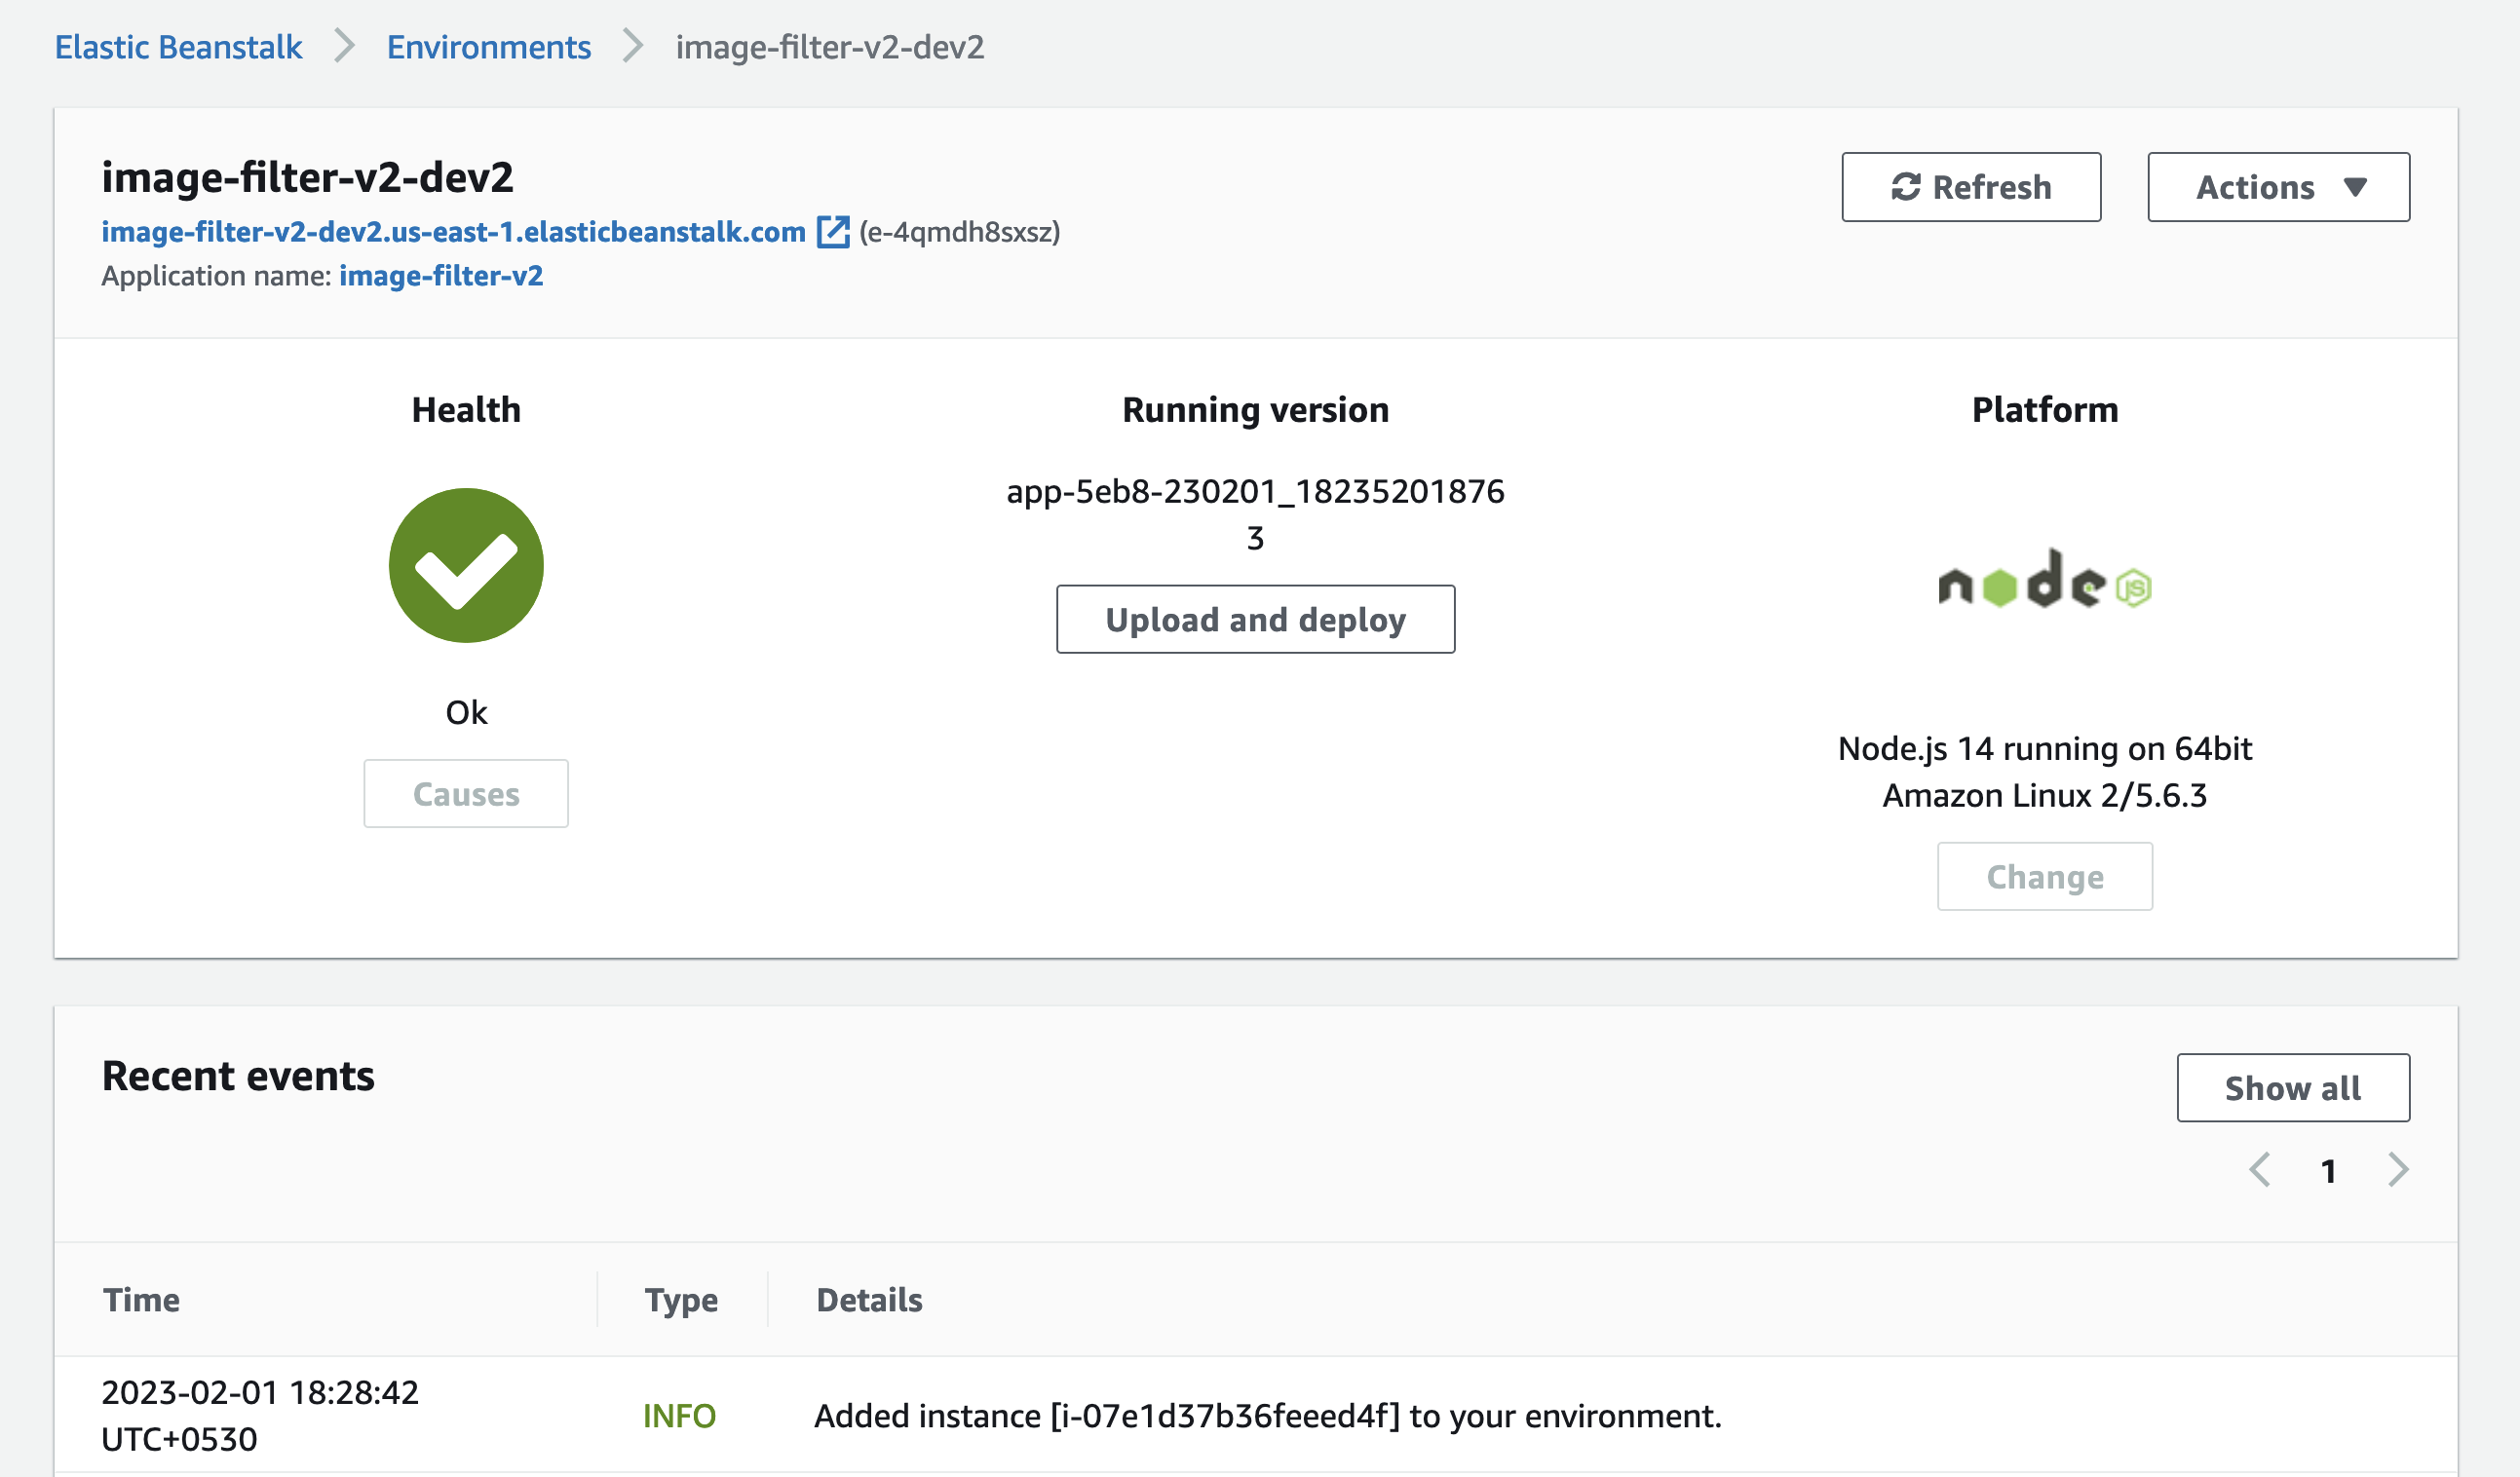 Elastic Beanstalk > Environments > image-filter-v2-dev2
image-filter-v2-dev2
Refresh
Actions
image-filter-v2-dev2.us-east-1.elasticbeanstalk.com (e-4qmdh8sxsz)
Application name: image-filter-v2
Health
Ok
Causes
Running version
app-5eb8-230201_18235201876
3
Upload and deploy
Platform
node JS
Node.js 14 running on 64bit
Amazon Linux 2/5.6.3
Change
Recent events
Show all
1
Time
Type
Details
2023-02-01 18:28:42
UTC+0530
INFO
Added instance [i-07e1d37b36feeed4f] to your environment.